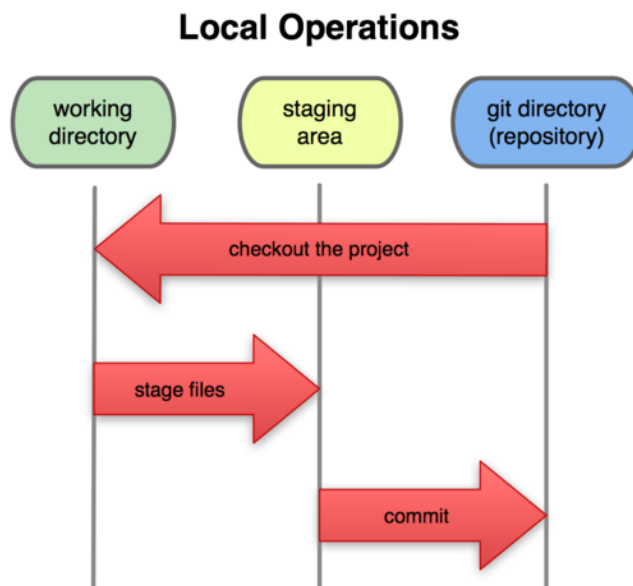 Local Operations
working
directory
staging
area
git directory
(repository)
checkout the project
stage files
commit